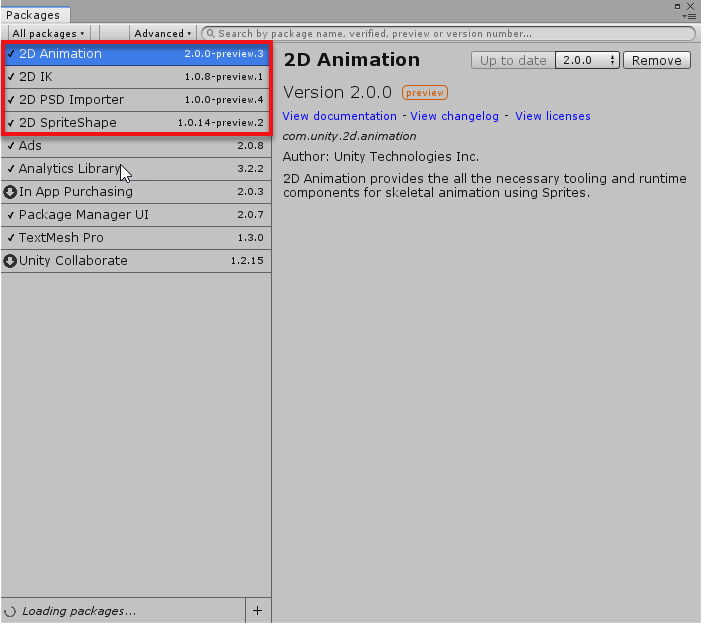 Packages
All packages Advanced Search by package name, verified, preview or version number...
2D Animation 2.0.0-preview.3
2D IK 1.0.8-preview.1
2D PSD Importer 1.0.0-preview.4
2D SpriteShape 1.0.14-preview.2
Ads 2.0.8
Analytics Library 3.2.2
In App Purchasing 2.0.3
Package Manager UI 2.0.7
TextMesh Pro 1.3.0
Unity Collaborate 1.2.15
Loading packages... +
2D Animation Up to date 2.0.0 Remove
Version 2.0.0 preview
View documentation - View changelog - View licenses
com.unity.2d.animation
Author: Unity Technologies Inc.
2D Animation provides the all the necessary tooling and runtime
components for skeletal animation using Sprites.